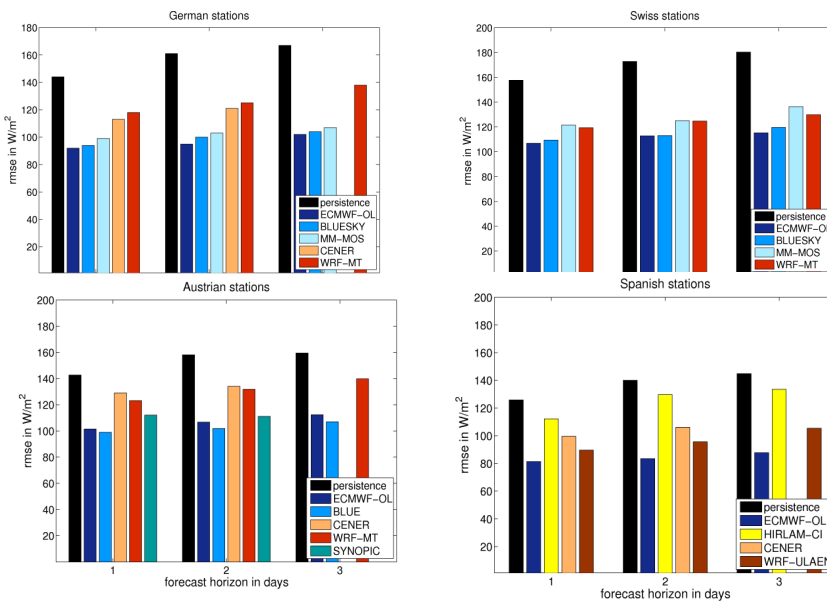 German stations
180
160
140
120
100
80
60
40
20
rmse in W/m2
persistence
ECMWF-OL
BLUESKY
MM-MOS
CENER
WRF-MT
Swiss stations
200
180
160
140
120
100
80
60
40
20
rmse in W/m2
persistence
ECMWF-OL
BLUESKY
MM-MOS
WRF-MT
Austrian stations
200
180
160
140
120
100
80
60
40
20
rmse in W/m2
persistence
ECMWF-OL
BLUE
CENER
WRF-MT
SYNOPIC
1 2 3
forecast horizon in days
Spanish stations
200
180
160
140
120
100
80
60
40
20
rmse in W/m2
persistence
ECMWF-OL
HIRLAM-CI
CENER
WRF-ULAEN
1 2 3
forecast horizon in days